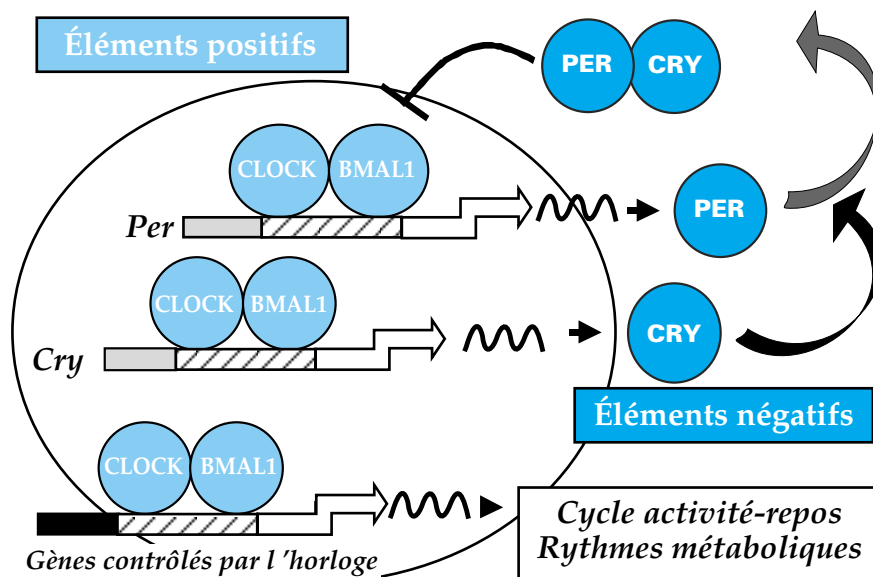 Éléments positifs
PER CRY
CLOCK BMAL1
Per
PER
CLOCK BMAL1
Cry
CRY
Éléments négatifs
CLOCK BMAL1
Cycle activité-repos
Rythmes métaboliques
Gènes contrôlés par l ’horloge